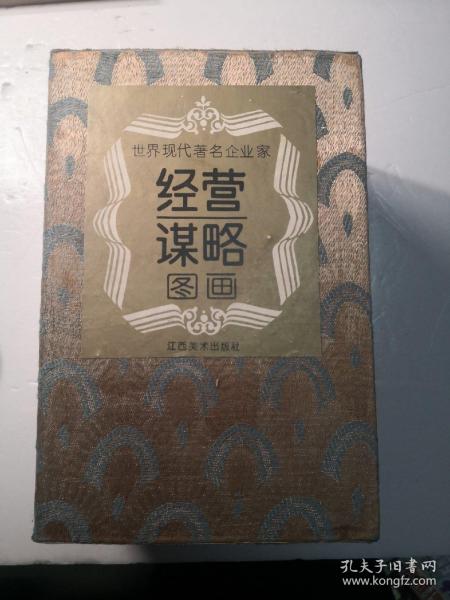 世界现代著名企业家
经营
谋略
图画
江西美术出版社
孔夫子旧书网
www.kongfz.com